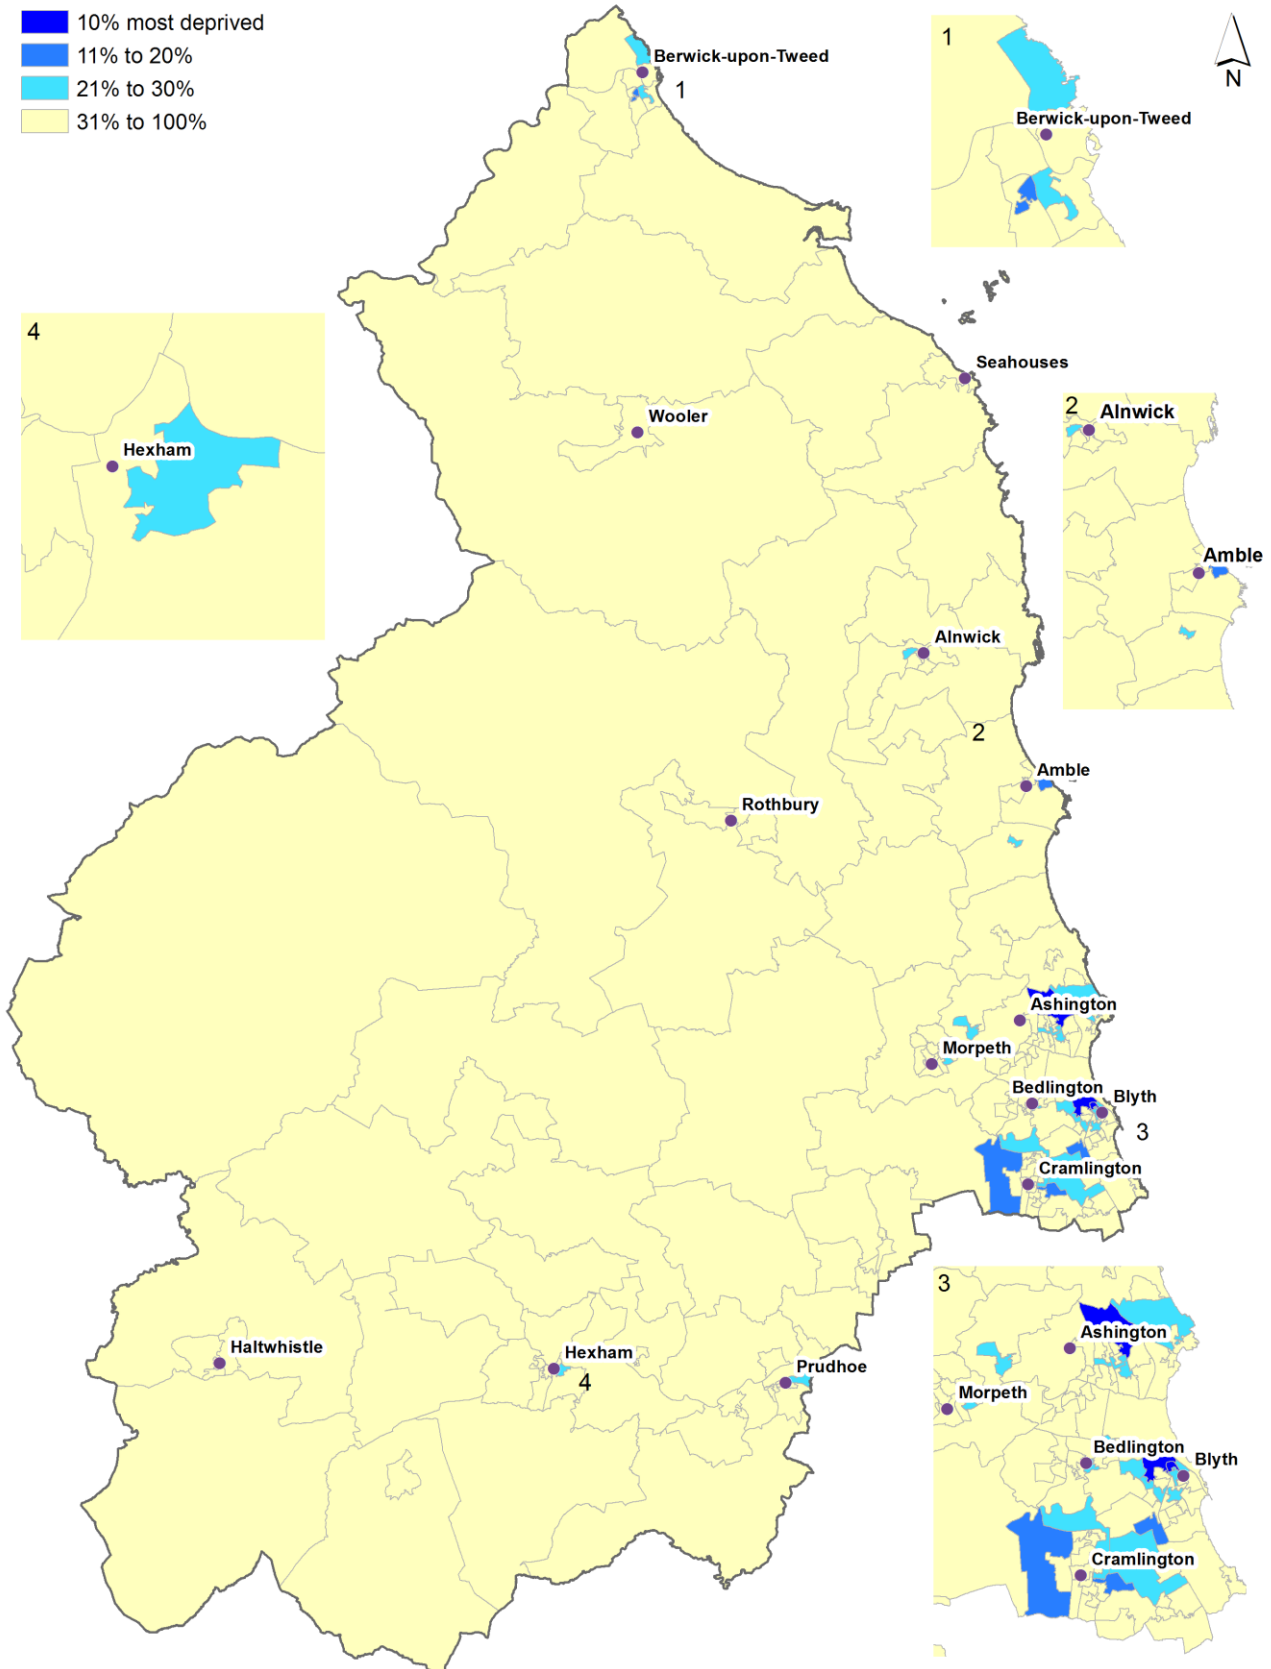 10% most deprived
11% to 20%
21% to 30%
31% to 100%
Berwick-upon-Tweed
1
1
Berwick-upon-Tweed
N
4
Hexham
Seahouses
Wooler
2
Alnwick
Amble
Alnwick
2
Amble
Rothbury
Ashington
Morpeth
Bedlington
Blyth
3
Cramlington
3
Ashington
Morpeth
Bedlington
Blyth
Cramlington
Haltwhistle
Hexham
4
Prudhoe